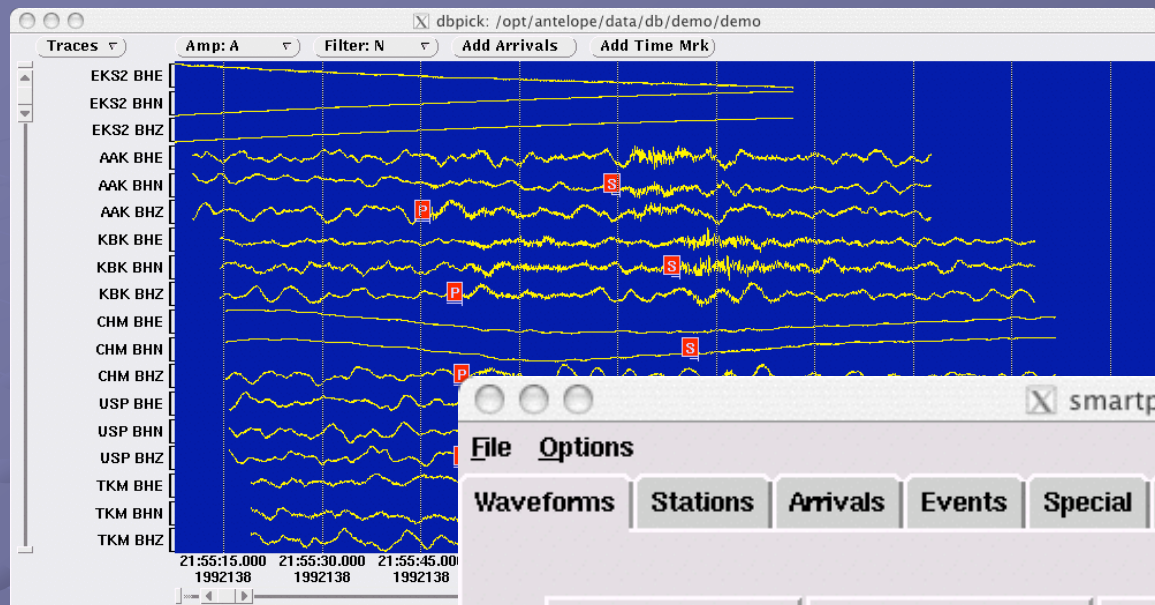 dbpick: /opt/antelope/data/db/demo/demo
Traces Amp: A Filter: N Add Arrivals Add Time Mrk
EKS2 BHE
EKS2 BHN
EKS2 BHZ
AAK BHE
AAK BHN S
AAK BHZ P
KBK BHE
KBK BHN S
KBK BHZ P
CHM BHE
CHM BHN S
CHM BHZ P
USP BHE
USP BHN
USP BHZ
TKM BHE
TKM BHN
TKM BHZ
21:55:15.000 21:55:30.000 21:55:45.00
1992138 1992138 1992138
X smartp
File Options
Waveforms Stations Arrivals Events Special